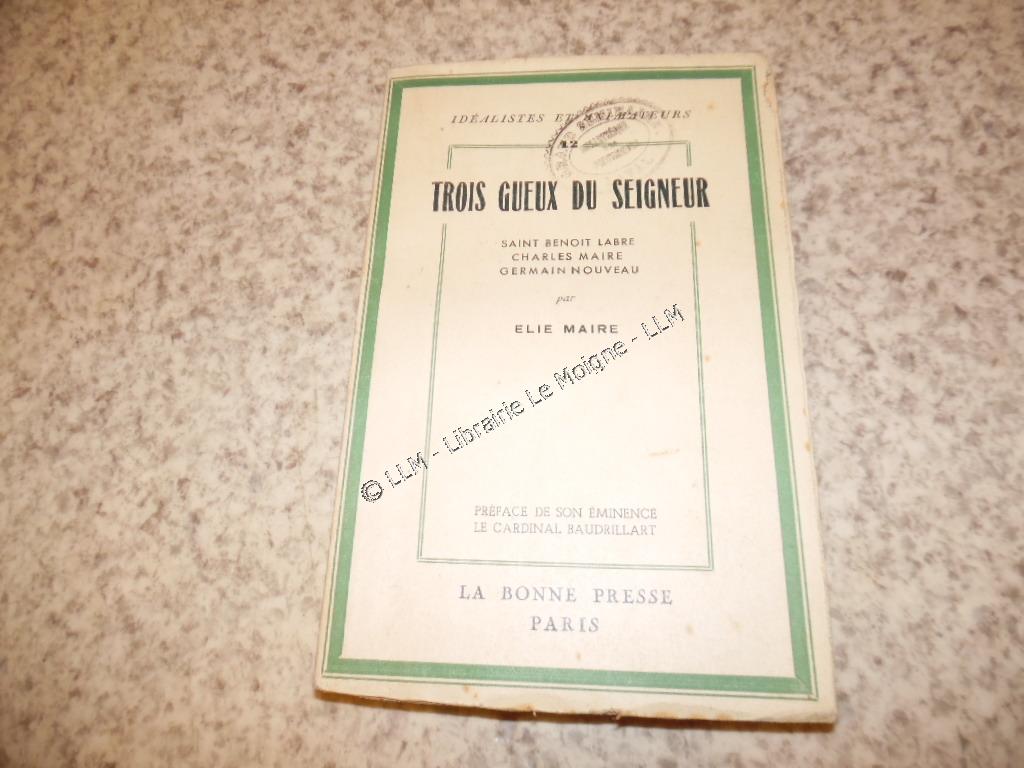 IDÉALISTES ET ANIMATEURS
12
TROIS GUEUX DU SEIGNEUR
SAINT BENOIT LABRE
CHARLES MAIRE
GERMAIN NOUVEAU
par
ELIE MAIRE
© LLM - Librairie Le Moigne - LLM
PRÉFACE DE SON ÉMINENCE
LE CARDINAL BAUDRILLART
LA BONNE PRESSE
PARIS